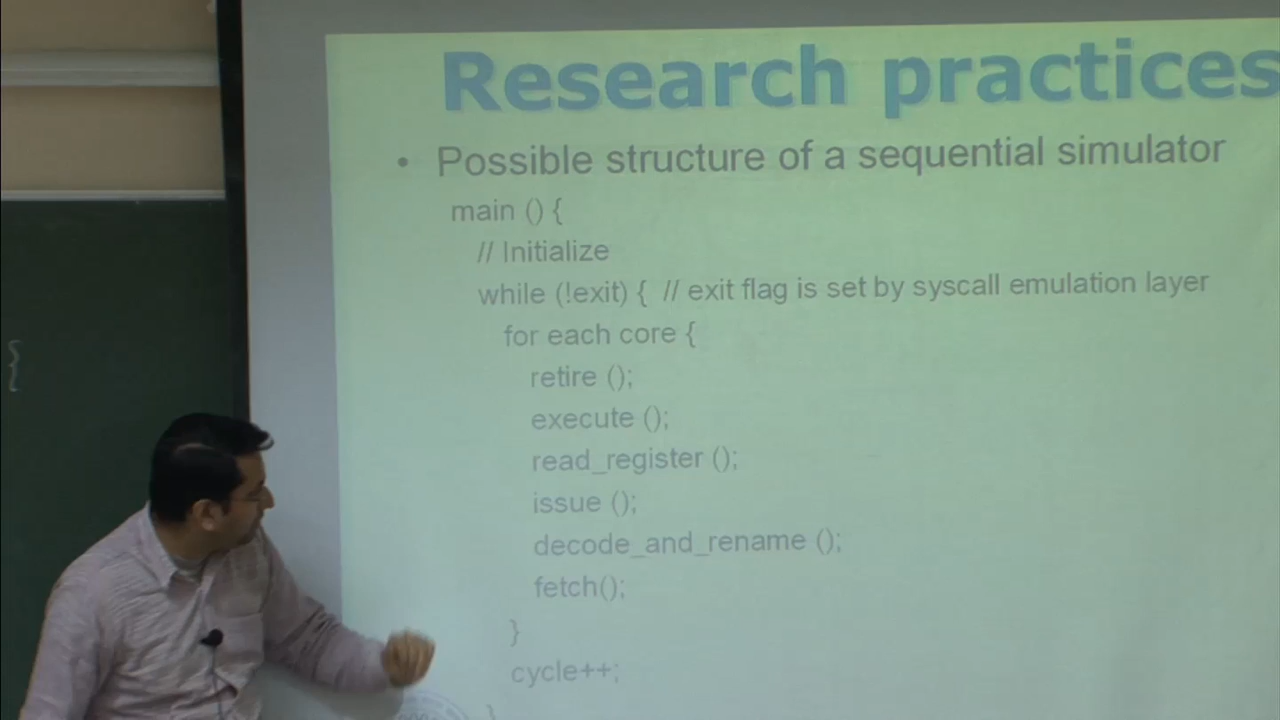 Research practices
• Possible structure of a sequential simulator
main () {
// Initialize
while (!exit) { // exit flag is set by syscall emulation layer
for each core {
retire ();
execute ();
read_register ();
issue ();
decode_and_rename ();
fetch();
}
cycle++;
}
{